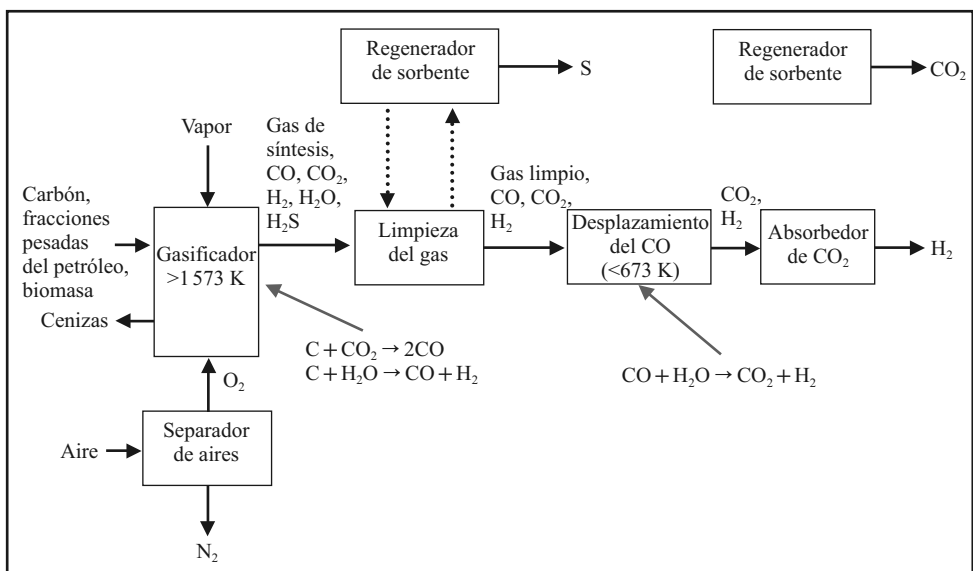 Regenerador
de sorbente
S
Regenerador
de sorbente
CO₂
Vapor
Gas de
síntesis,
CO, CO₂,
H₂, H₂O,
H₂S
Carbón,
fracciones
pesadas
del petróleo,
biomasa
Cenizas
Gasificador
>1 573 K
Limpieza
del gas
Gas limpio,
CO, CO₂,
H₂
Desplazamiento
del CO
(<673 K)
CO₂,
H₂
Absorbedor
de CO₂
H₂
C + CO₂ → 2CO
C + H₂O → CO + H₂
CO + H₂O → CO₂ + H₂
O₂
Aire
Separador
de aires
N₂